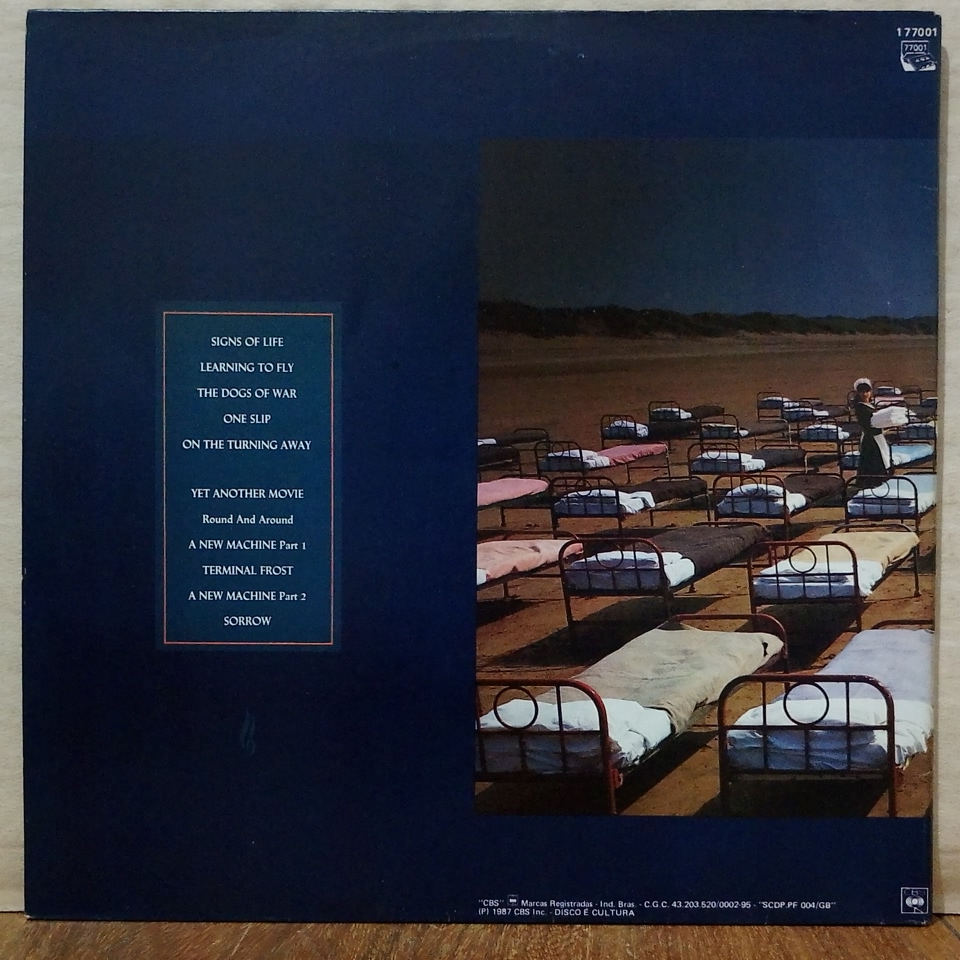 1 77001
77001
SIGNS OF LIFE
LEARNING TO FLY
THE DOGS OF WAR
ONE SLIP
ON THE TURNING AWAY
YET ANOTHER MOVIE
Round And Around
A NEW MACHINE Part 1
TERMINAL FROST
A NEW MACHINE Part 2
SORROW
"CBS" Marcas Registradas - Ind. Bras. - C.G.C. 43.203.520/0002-95 - "SCDP.PF 004/GB"
(P) 1987 CBS Inc. - DISCO É CULTURA